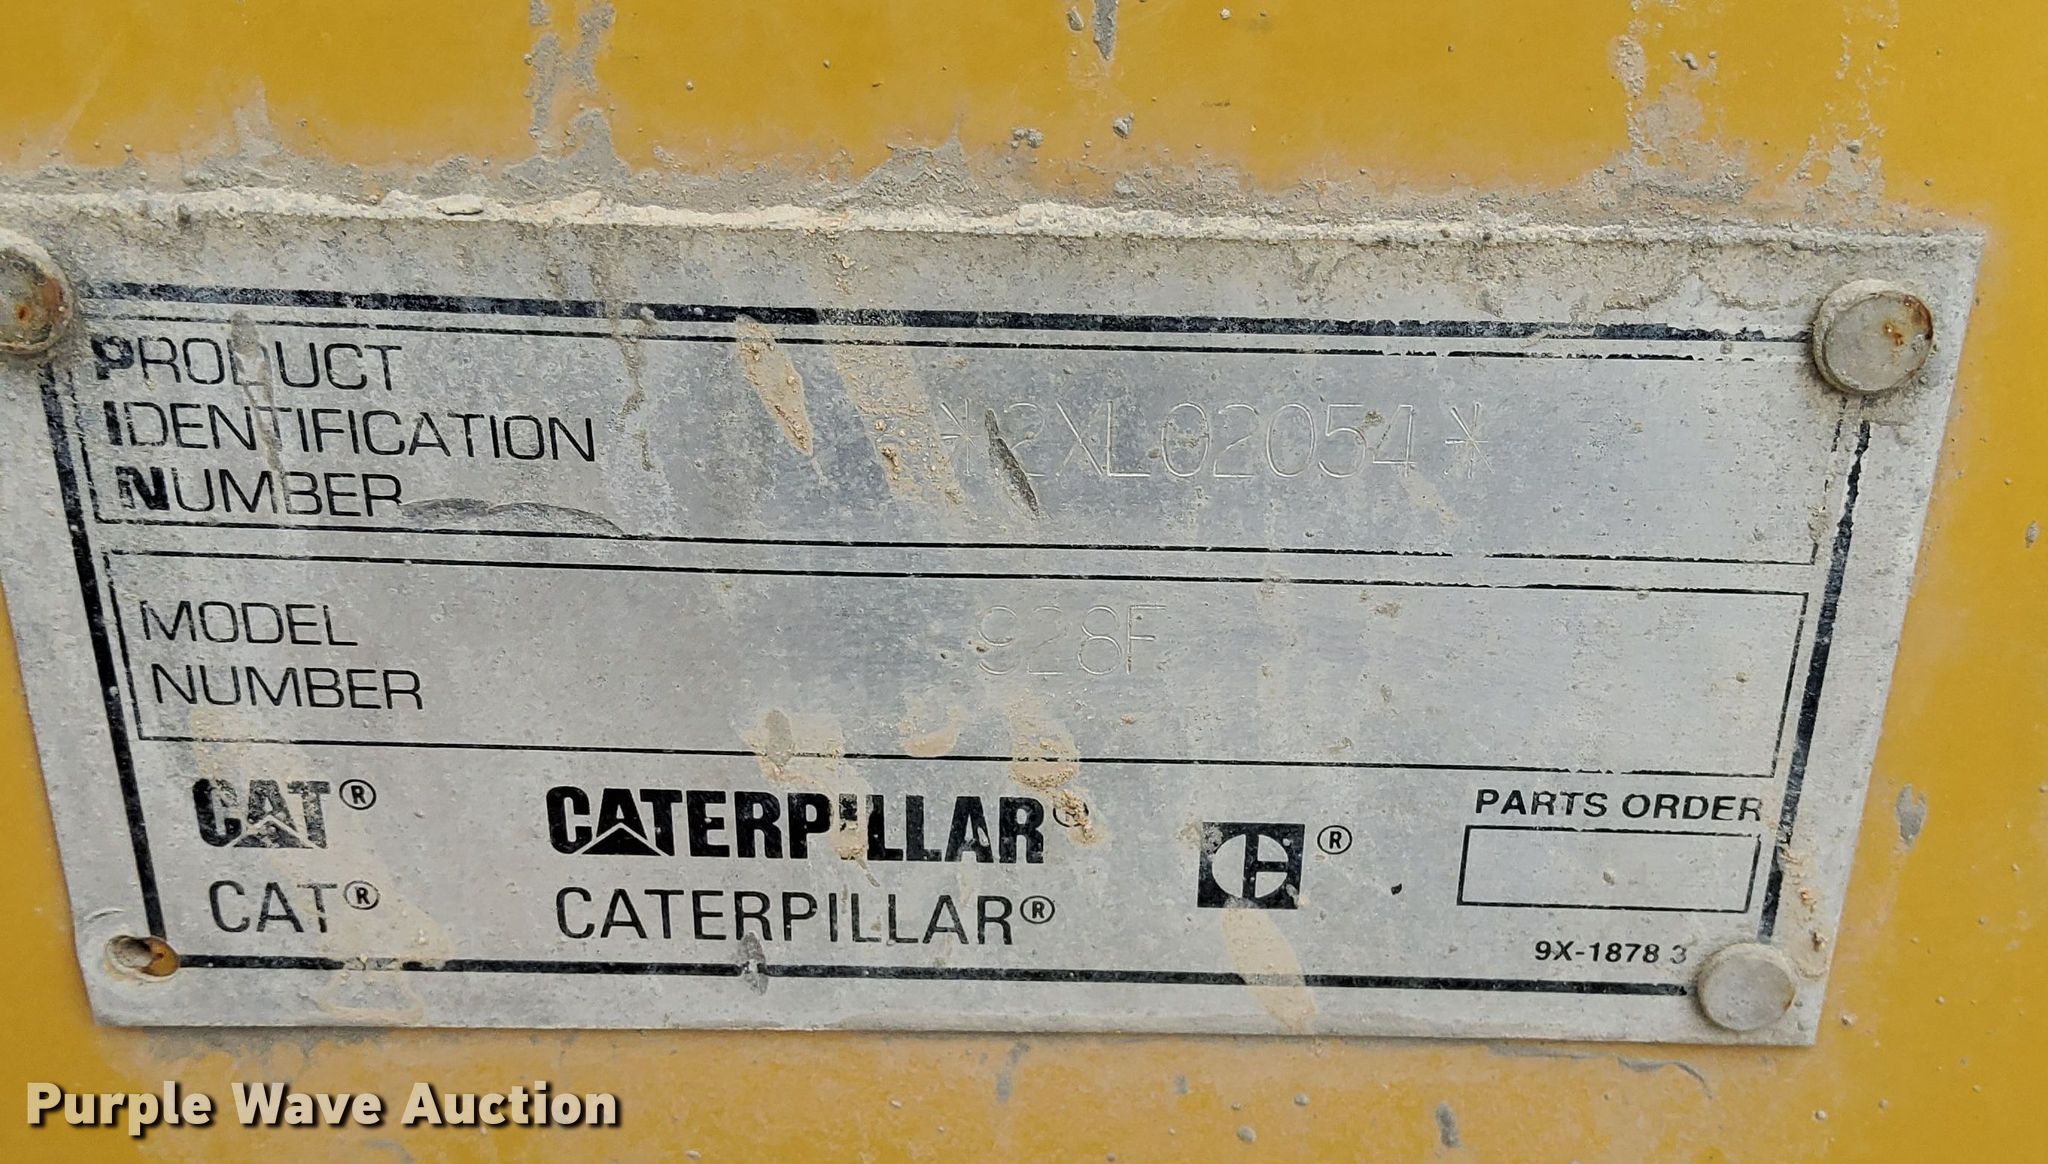 PRODUCT
IDENTIFICATION
NUMBER
*2XL02054*
MODEL
NUMBER
928F
CAT® CATERPILLAR® ®
CAT® CATERPILLAR®
PARTS ORDER
9X-1878 3
Purple Wave Auction